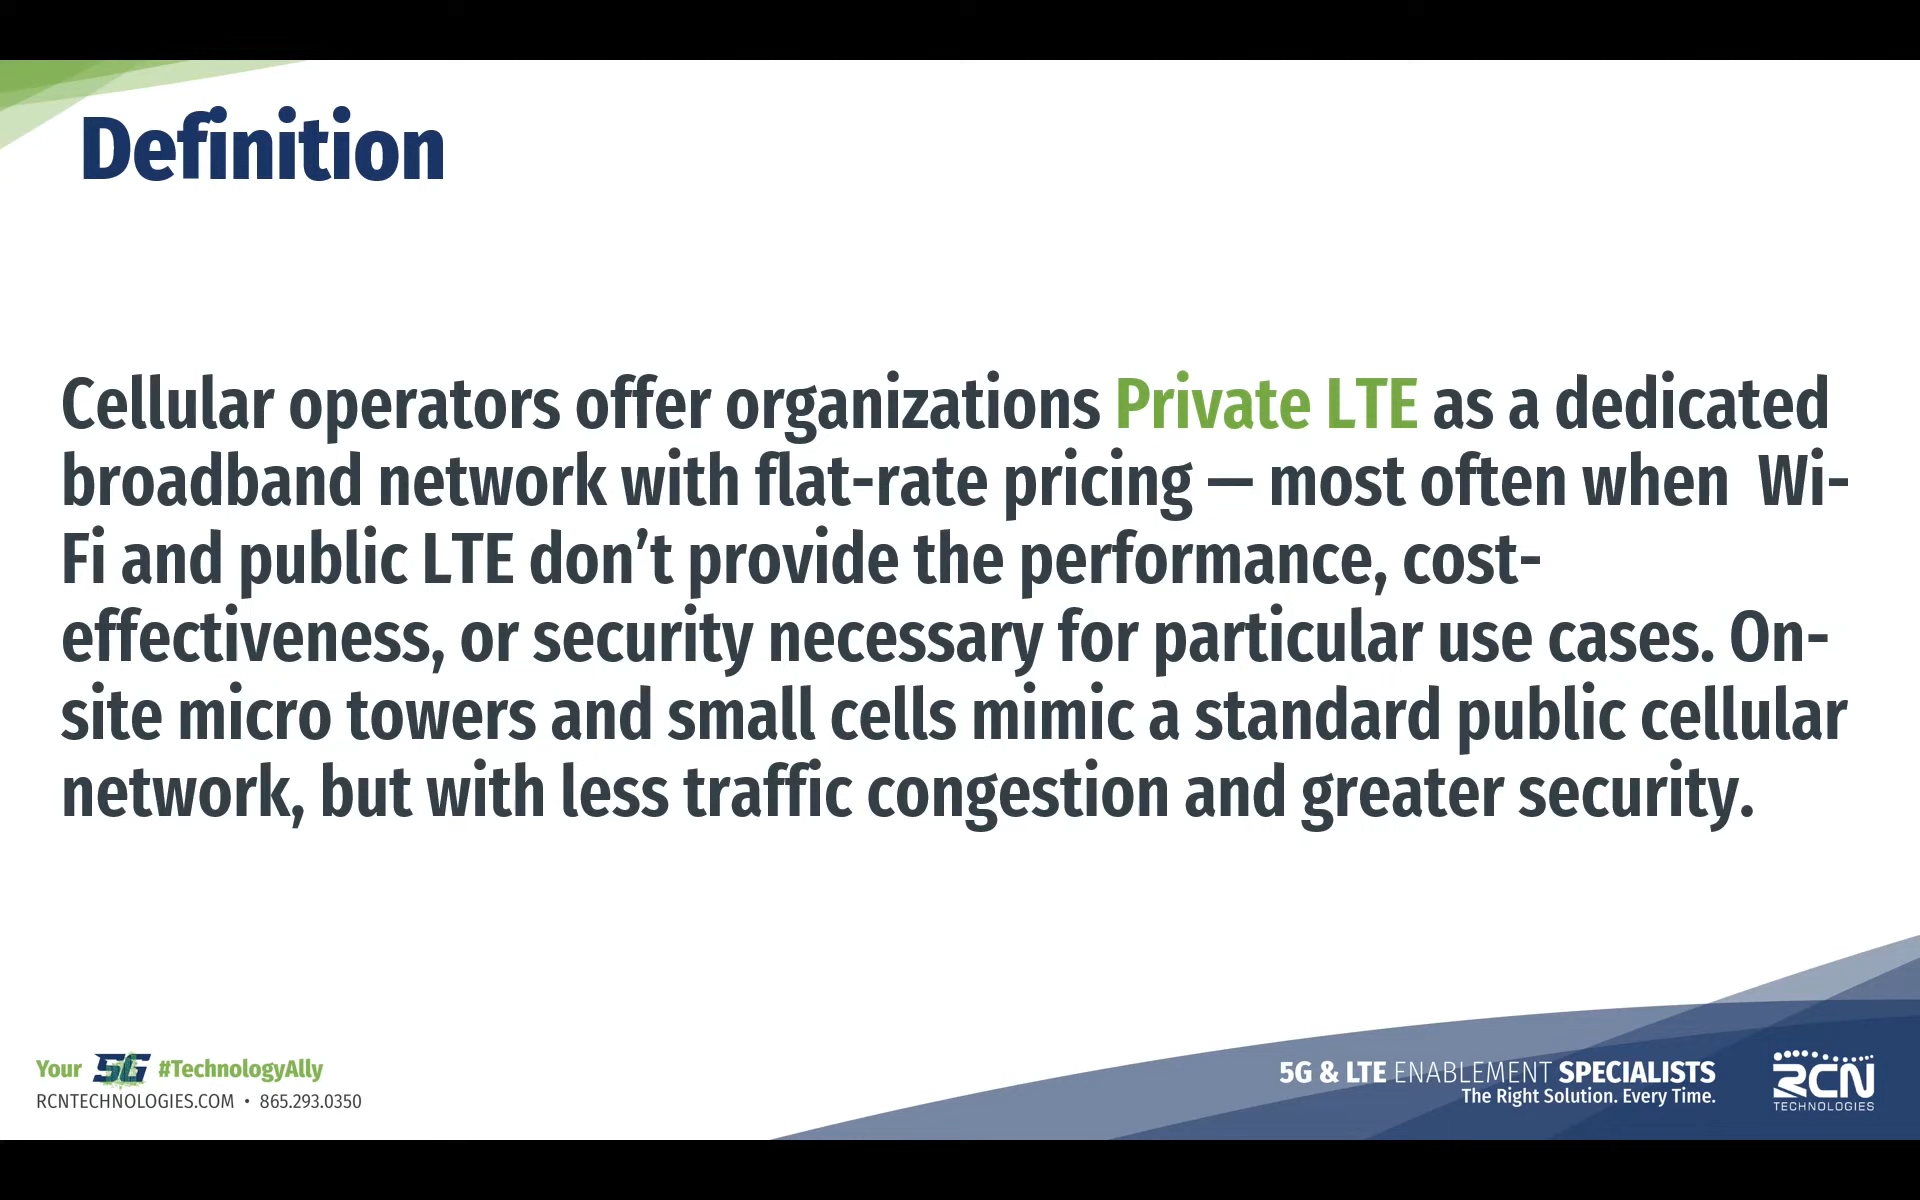 Definition
Cellular operators offer organizations Private LTE as a dedicated
broadband network with flat-rate pricing — most often when  Wi-
Fi and public LTE don’t provide the performance, cost-
effectiveness, or security necessary for particular use cases. On-
site micro towers and small cells mimic a standard public cellular
network, but with less traffic congestion and greater security.
Your 5G #TechnologyAlly
RCNTECHNOLOGIES.COM • 865.293.0350
5G & LTE ENABLEMENT SPECIALISTS
The Right Solution. Every Time.
RCN
TECHNOLOGIES